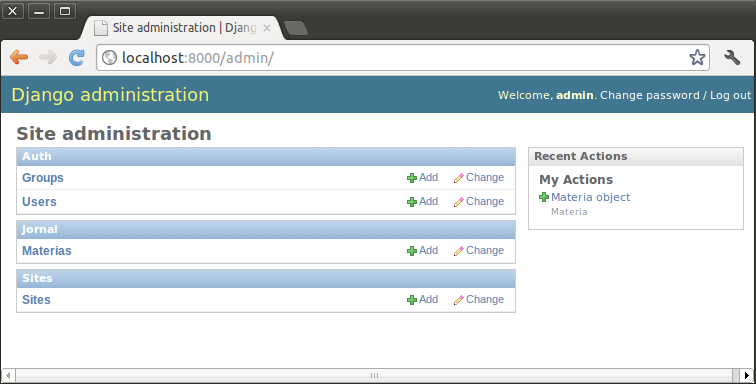 Site administration | Djang
localhost:8000/admin/
Django administration
Welcome, admin. Change password / Log out
Site administration
Auth
Groups Add Change
Users Add Change
Jornal
Materias Add Change
Sites
Sites Add Change
Recent Actions
My Actions
Materia object
Materia